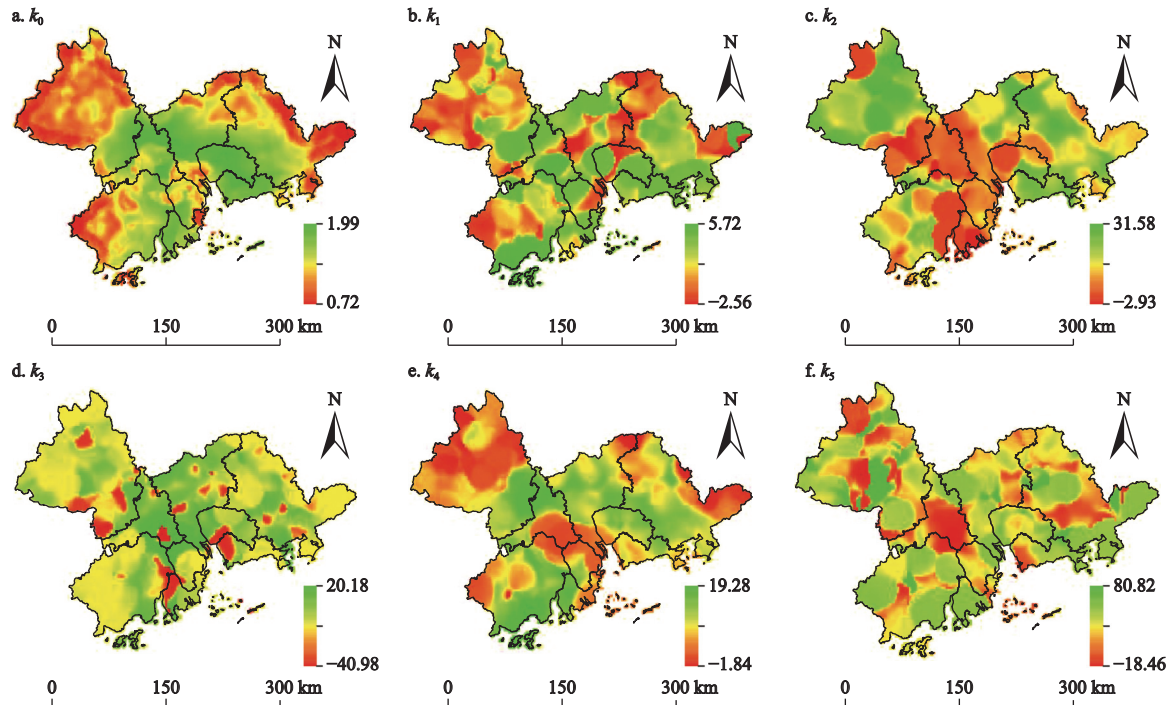 a. k₀
N
1.99
0.72
0 150 300 km
b. k₁
N
5.72
−2.56
0 150 300 km
c. k₂
N
31.58
−2.93
0 150 300 km
d. k₃
N
20.18
−40.98
0 150 300 km
e. k₄
N
19.28
−1.84
0 150 300 km
f. k₅
N
80.82
−18.46
0 150 300 km